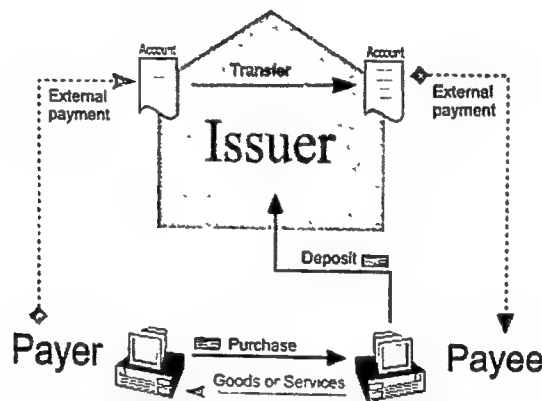 Account
Account
Transfer
External
payment
External
payment
Issuer
Deposit
Payer
Purchase
Payee
Goods or Services